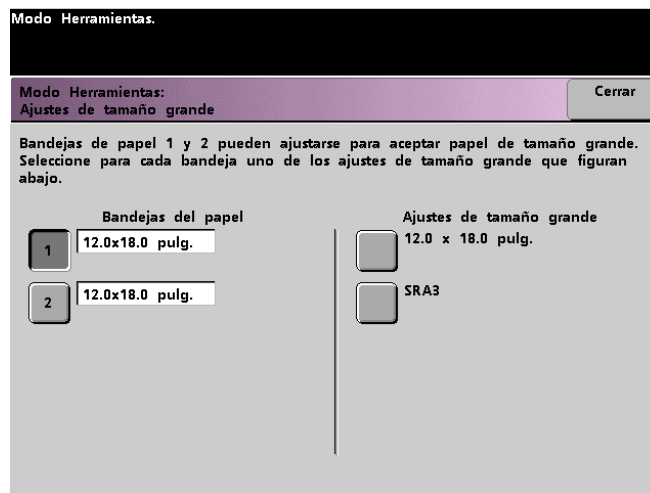 Modo Herramientas.
Modo Herramientas:
Ajustes de tamaño grande
Cerrar
Bandejas de papel 1 y 2 pueden ajustarse para aceptar papel de tamaño grande.
Seleccione para cada bandeja uno de los ajustes de tamaño grande que figuran
abajo.
Bandejas del papel
1
12.0x18.0 pulg.
2
12.0x18.0 pulg.
Ajustes de tamaño grande
12.0 x 18.0 pulg.
SRA3